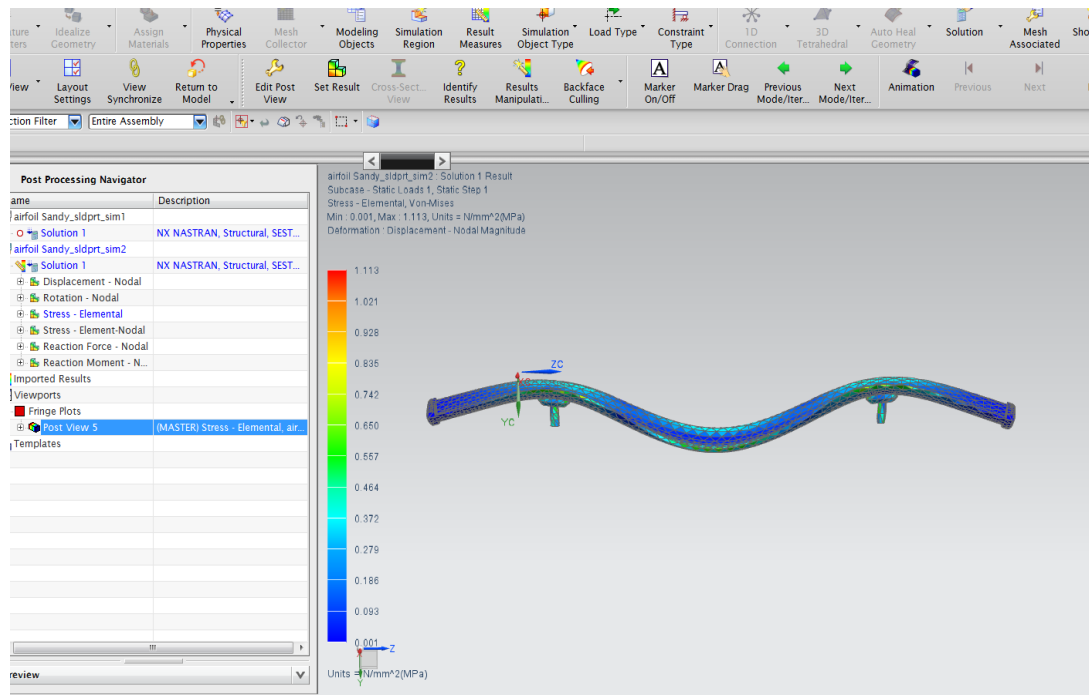 Idealize Geometry
Assign Materials
Physical Properties
Mesh Collector
Modeling Objects
Simulation Region
Result Measures
Simulation Object Type
Load Type
Constraint Type
1D Connection
3D Tetrahedral
Auto Heal Geometry
Solution
Mesh Associated
Layout Settings
View Synchronize
Return to Model
Edit Post View
Set Result
Cross-Sect... View
Identify Results
Results Manipulati...
Backface Culling
A
Marker On/Off
A
Marker Drag
Previous Mode/Iter...
Next Mode/Iter...
Animation
Previous
Next
ction Filter
Entire Assembly
Post Processing Navigator
ame
Description
airfoil Sandy_sldprt_sim1
Solution 1
NX NASTRAN, Structural, SEST...
airfoil Sandy_sldprt_sim2
Solution 1
NX NASTRAN, Structural, SEST...
Displacement - Nodal
Rotation - Nodal
Stress - Elemental
Stress - Element-Nodal
Reaction Force - Nodal
Reaction Moment - N...
Imported Results
Viewports
Fringe Plots
Post View 5
(MASTER) Stress - Elemental, air...
Templates
review
airfoil Sandy_sldprt_sim2 : Solution 1 Result
Subcase - Static Loads 1, Static Step 1
Stress - Elemental, Von-Mises
Min : 0.001, Max : 1.113, Units = N/mm^2(MPa)
Deformation : Displacement - Nodal Magnitude
1.113
1.021
0.928
0.835
0.742
0.650
0.557
0.464
0.372
0.279
0.186
0.093
0.001
Units = N/mm^2(MPa)
ZC
YC
Z
Y